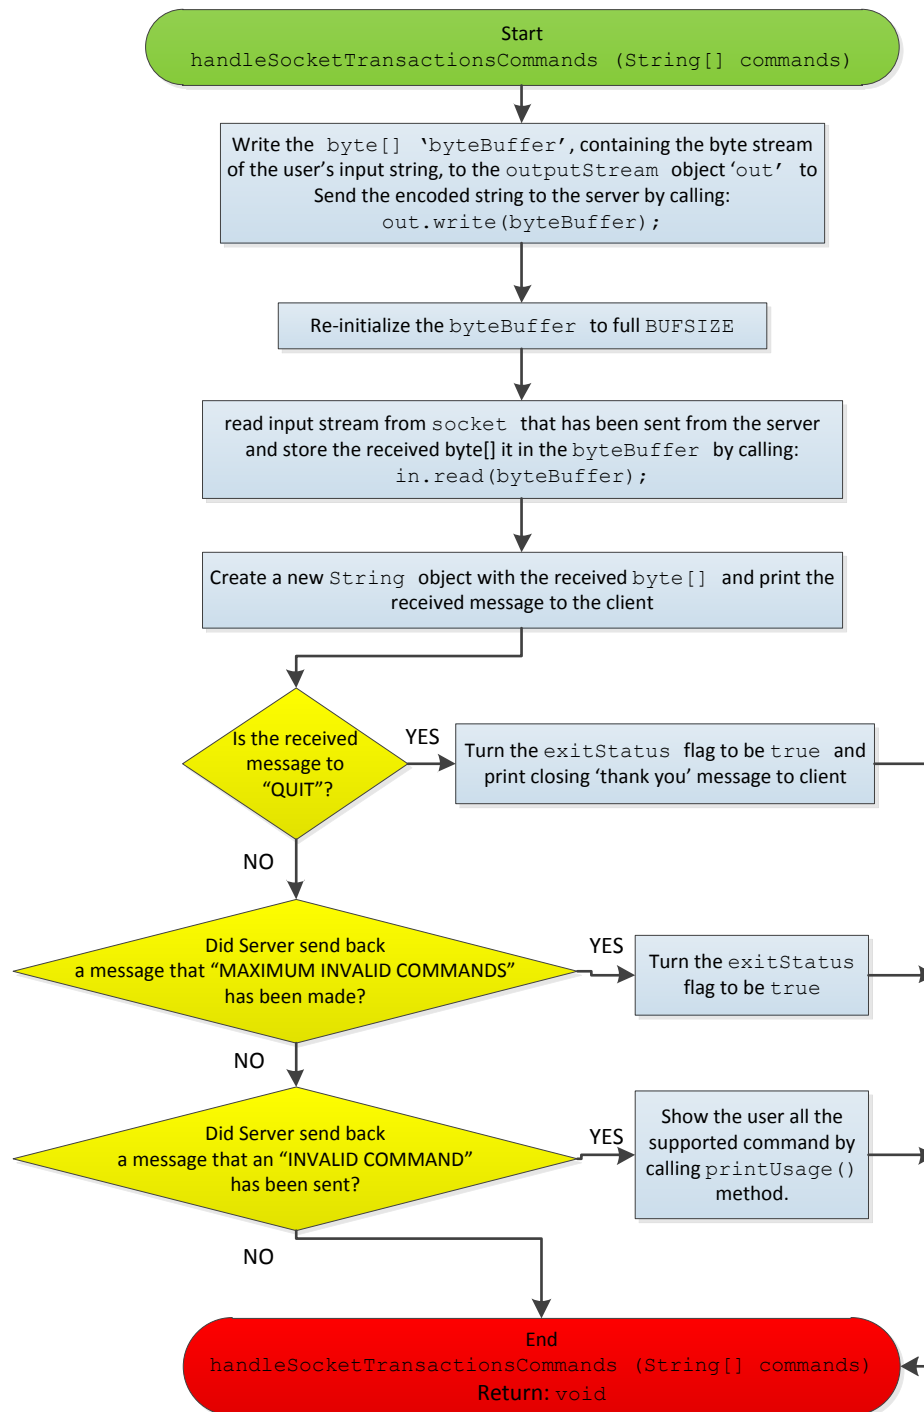 Start
handleSocketTransactionsCommands (String[] commands)
Write the byte[] ‘byteBuffer’, containing the byte stream
of the user’s input string, to the outputStream object ‘out’ to
Send the encoded string to the server by calling:
out.write(byteBuffer);
Re-initialize the byteBuffer to full BUFSIZE
read input stream from socket that has been sent from the server
and store the received byte[] it in the byteBuffer by calling:
in.read(byteBuffer);
Create a new String object with the received byte[] and print the
received message to the client
Is the received
message to
“QUIT”?
YES
Turn the exitStatus flag to be true and
print closing ‘thank you’ message to client
NO
Did Server send back
a message that “MAXIMUM INVALID COMMANDS”
has been made?
YES
Turn the exitStatus
flag to be true
NO
Did Server send back
a message that an “INVALID COMMAND”
has been sent?
YES
Show the user all the
supported command by
calling printUsage()
method.
NO
End
handleSocketTransactionsCommands (String[] commands)
Return: void